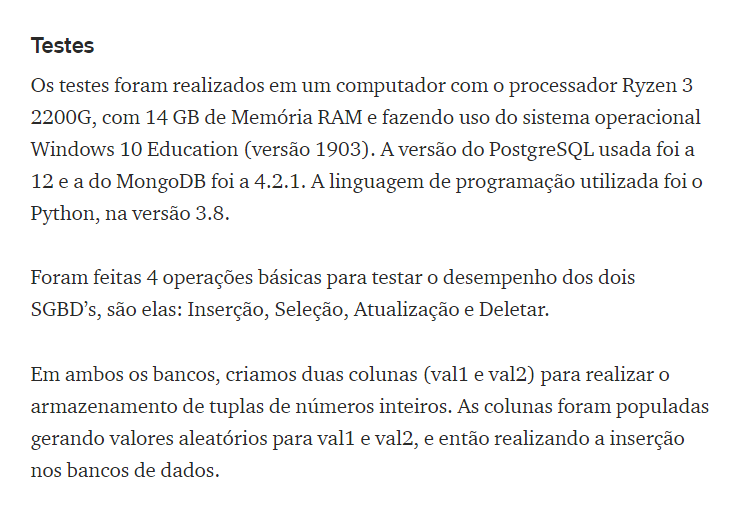 Testes
Os testes foram realizados em um computador com o processador Ryzen 3
2200G, com 14 GB de Memória RAM e fazendo uso do sistema operacional
Windows 10 Education (versão 1903). A versão do PostgreSQL usada foi a
12 e a do MongoDB foi a 4.2.1. A linguagem de programação utilizada foi o
Python, na versão 3.8.
Foram feitas 4 operações básicas para testar o desempenho dos dois
SGBD’s, são elas: Inserção, Seleção, Atualização e Deletar.
Em ambos os bancos, criamos duas colunas (val1 e val2) para realizar o
armazenamento de tuplas de números inteiros. As colunas foram populadas
gerando valores aleatórios para val1 e val2, e então realizando a inserção
nos bancos de dados.